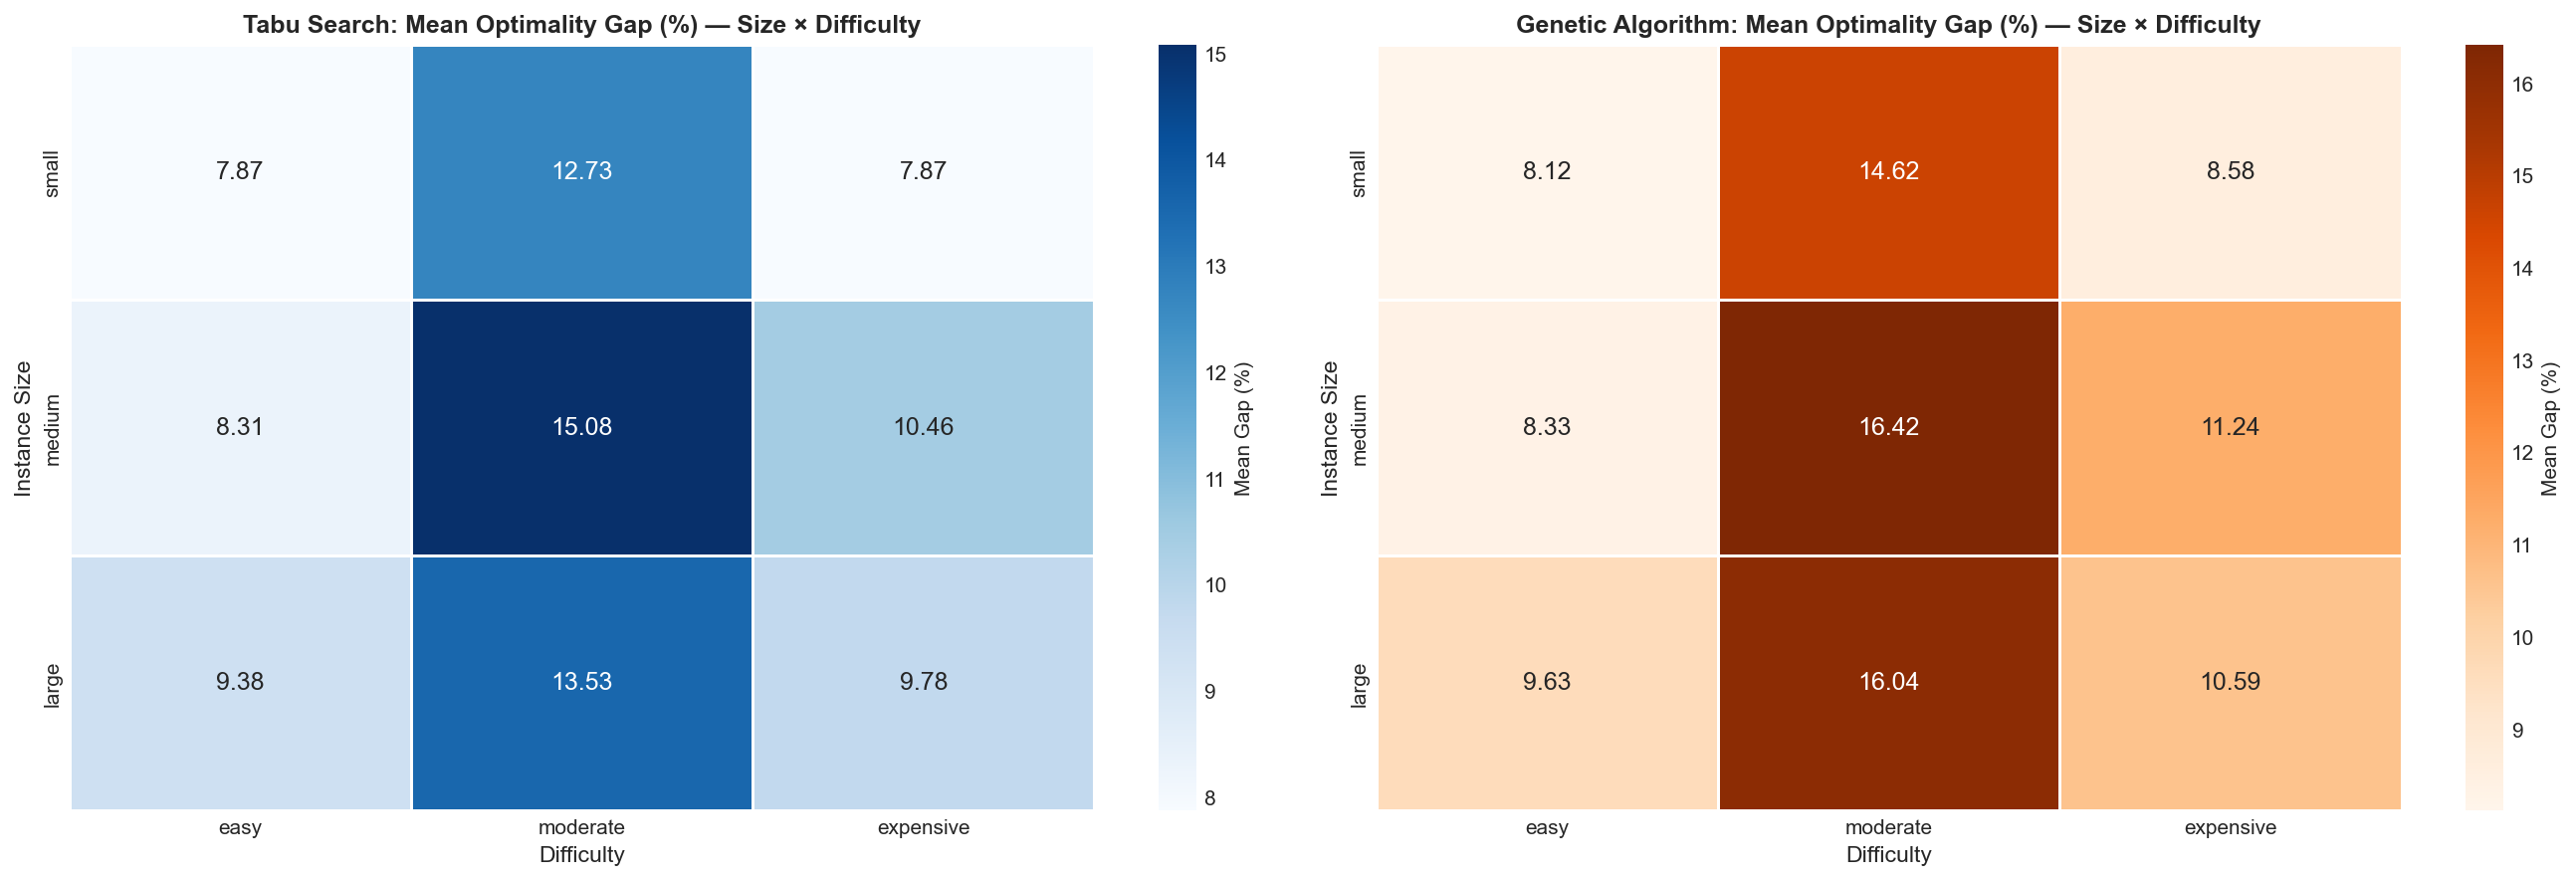 Tabu Search: Mean Optimality Gap (%) — Size × Difficulty
Instance Size
small
medium
large
7.87 12.73 7.87
8.31 15.08 10.46
9.38 13.53 9.78
easy moderate expensive
Difficulty
15
14
13
12
11
10
9
8
Mean Gap (%)
Genetic Algorithm: Mean Optimality Gap (%) — Size × Difficulty
Instance Size
small
medium
large
8.12 14.62 8.58
8.33 16.42 11.24
9.63 16.04 10.59
easy moderate expensive
Difficulty
16
15
14
13
12
11
10
9
Mean Gap (%)